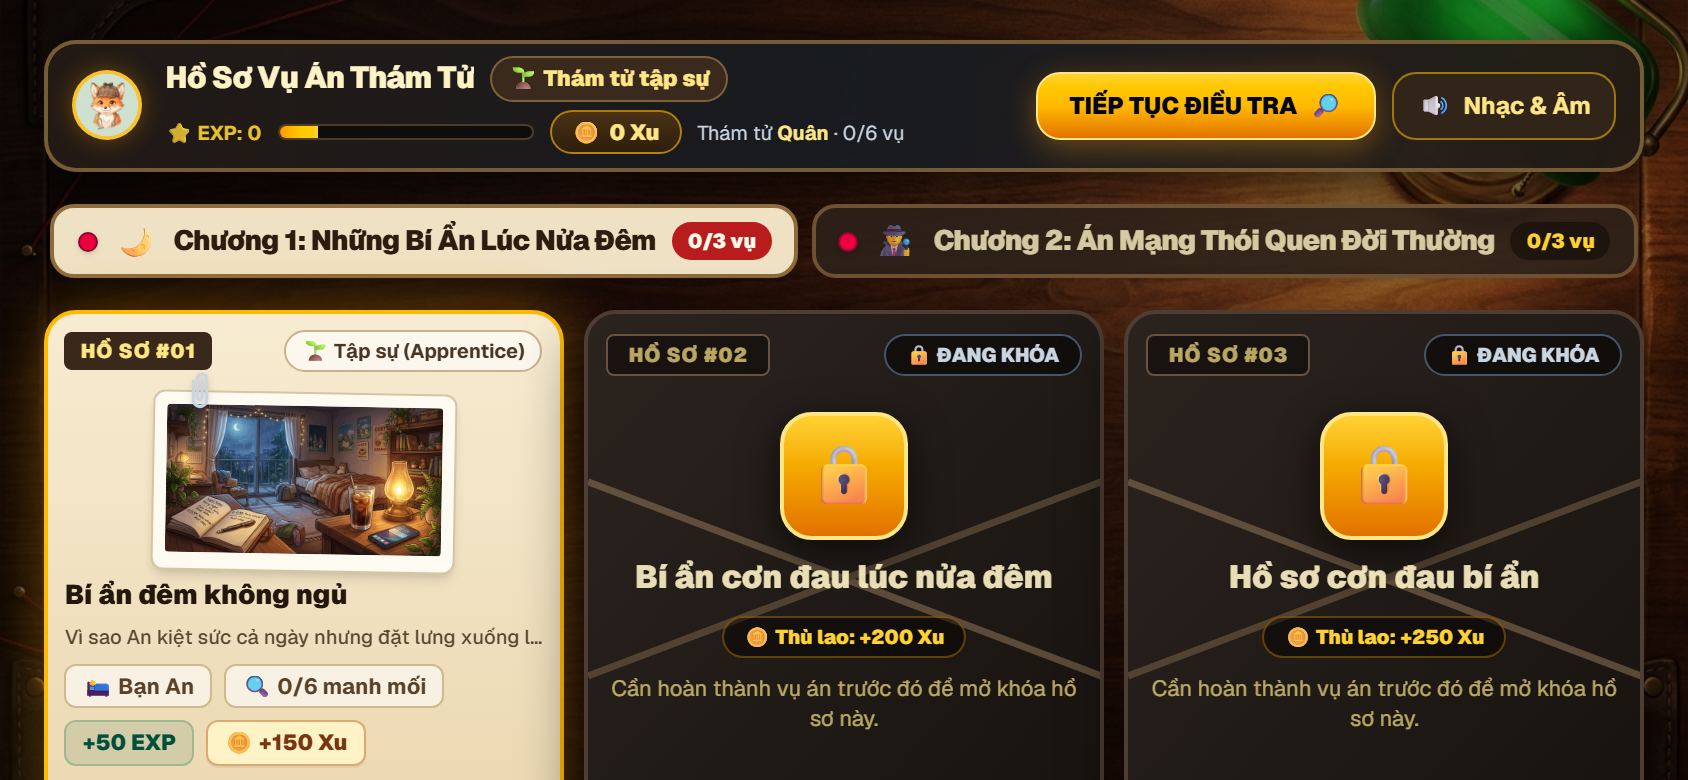 Hồ Sơ Vụ Án Thám Tử
Thám tử tập sự
EXP: 0
0 Xu
Thám tử Quân · 0/6 vụ
TIẾP TỤC ĐIỀU TRA
Nhạc & Âm
Chương 1: Những Bí Ẩn Lúc Nửa Đêm
0/3 vụ
Chương 2: Án Mạng Thói Quen Đời Thường
0/3 vụ
HỒ SƠ #01
Tập sự (Apprentice)
Bí ẩn đêm không ngủ
Vì sao An kiệt sức cả ngày nhưng đặt lưng xuống l...
Bạn An
0/6 manh mối
+50 EXP
+150 Xu
HỒ SƠ #02
ĐANG KHÓA
Bí ẩn cơn đau lúc nửa đêm
Thù lao: +200 Xu
Cần hoàn thành vụ án trước đó để mở khóa hồ
sơ này.
HỒ SƠ #03
ĐANG KHÓA
Hồ sơ cơn đau bí ẩn
Thù lao: +250 Xu
Cần hoàn thành vụ án trước đó để mở khóa hồ
sơ này.